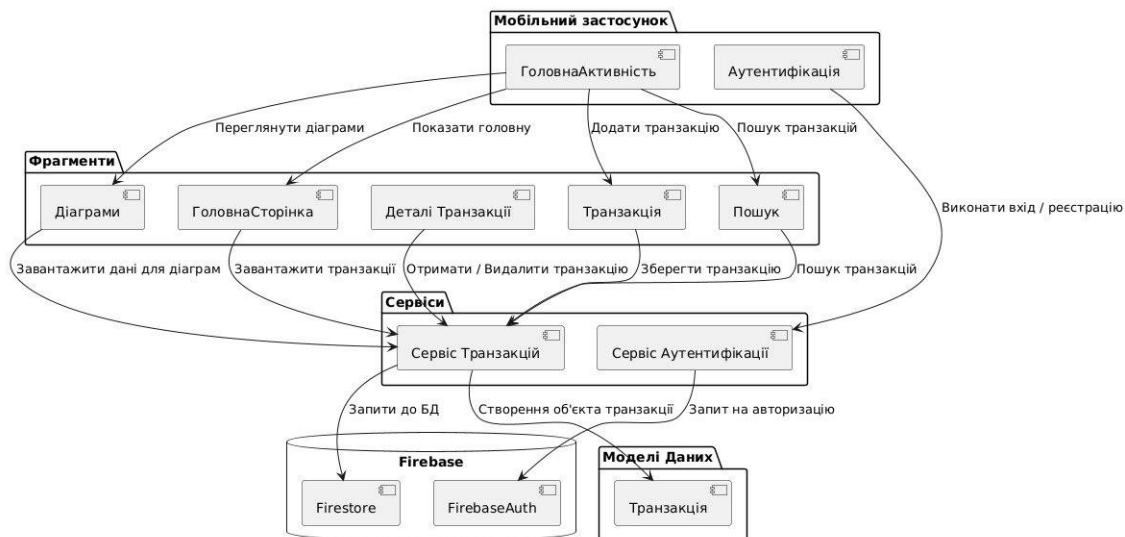 Мобільний застосунок
ГоловнаАктивність
Аутентифікація
Переглянути діаграми
Показати головну
Додати транзакцію
Пошук транзакцій
Фрагменти
Діаграми
ГоловнаСторінка
Деталі Транзакції
Транзакція
Пошук
Виконати вхід / реєстрацію
Завантажити дані для діаграм
Завантажити транзакції
Отримати / Видалити транзакцію
Зберегти транзакцію
Пошук транзакцій
Сервіси
Сервіс Транзакцій
Сервіс Аутентифікації
Запити до БД
Створення об'єкта транзакції
Запит на авторизацію
Firebase
Моделі Даних
Firestore
FirebaseAuth
Транзакція